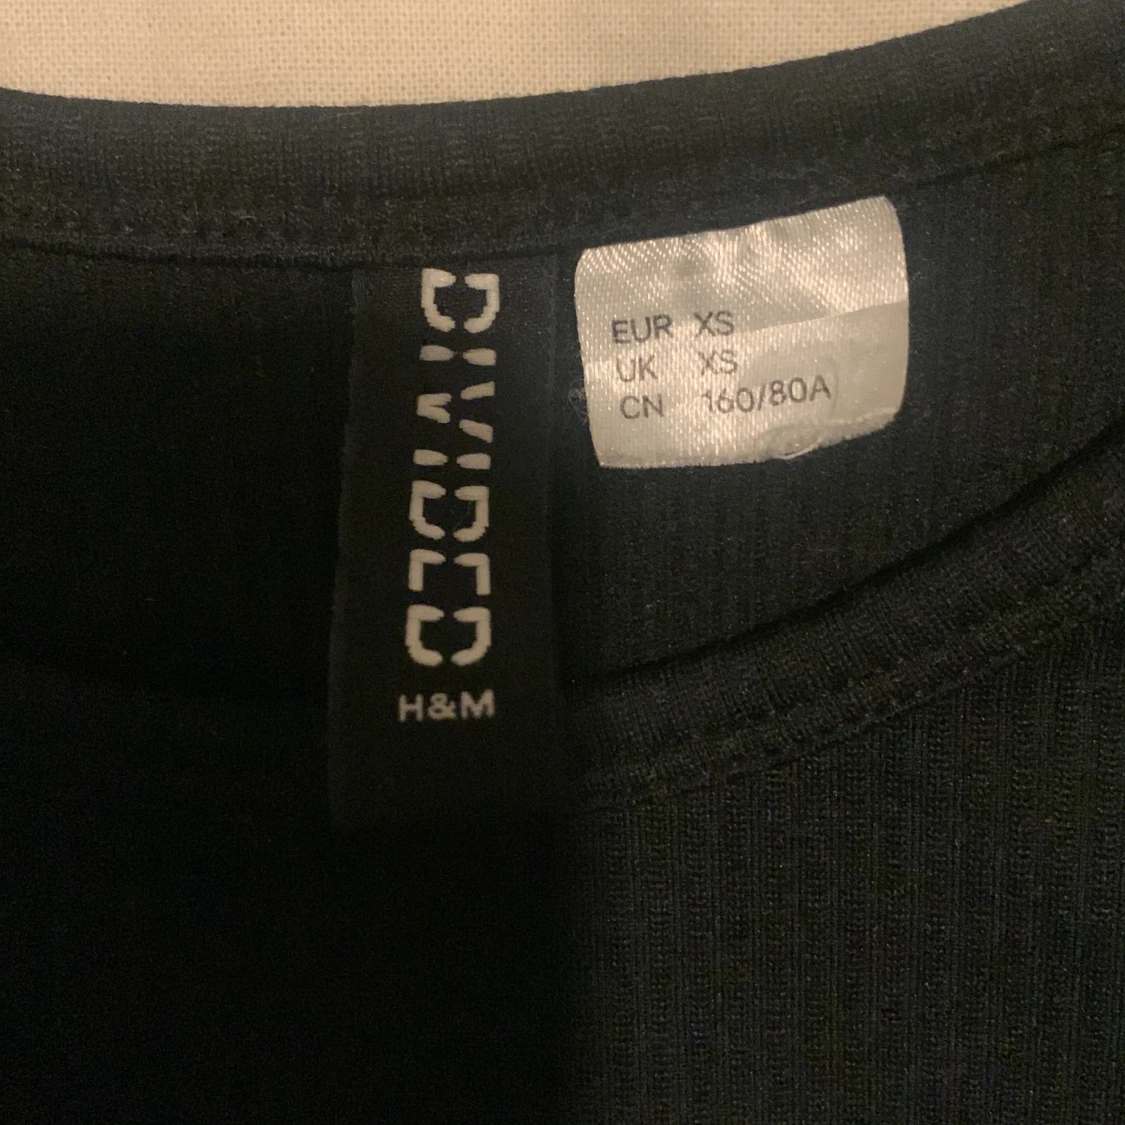 DIVIDED
H&M
EUR XS
UK XS
CN 160/80A